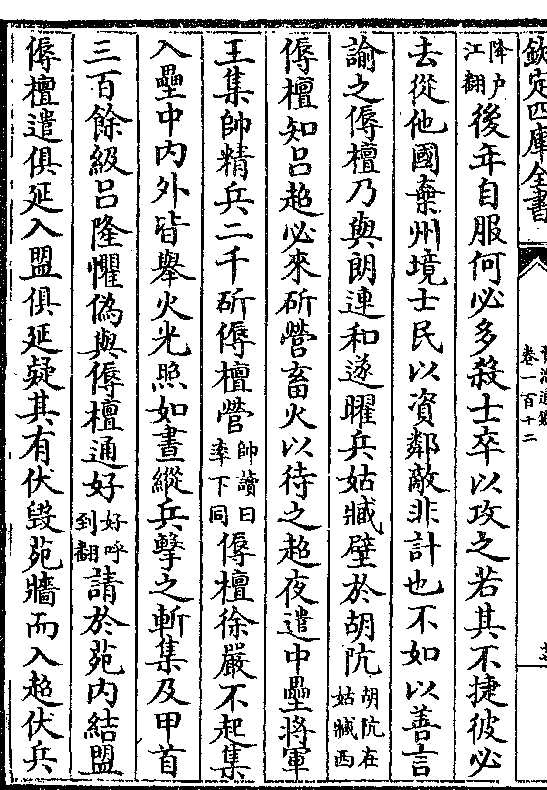 欽定四庫全書
卷一百十二
降戶江翻後年自服何必多殺士卒以攻之若其不捷彼必
去從他國棄州境士民以資鄰敵非計也不如以善言
諭之傉檀乃與朗連和遂曜兵姑臧壁於胡阬胡阬在姑臧西
傉檀知呂超必來斫營畜火以待之超夜遣中壘將軍
王集帥精兵二千斫傉檀營帥讀曰率下同傉檀徐嚴不起集
入壘中內外皆舉火光照如晝縱兵擊之斬集及甲首
三百餘級呂隆懼偽與傉檀通好好呼到翻請於苑內結盟
傉檀遣俱延入盟俱延疑其有伏毀苑牆而入超伏兵